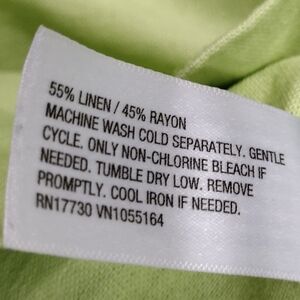 55% LINEN / 45% RAYON
MACHINE WASH COLD SEPARATELY. GENTLE
CYCLE. ONLY NON-CHLORINE BLEACH IF
NEEDED. TUMBLE DRY LOW. REMOVE
PROMPTLY. COOL IRON IF NEEDED.
RN17730 VN1055164